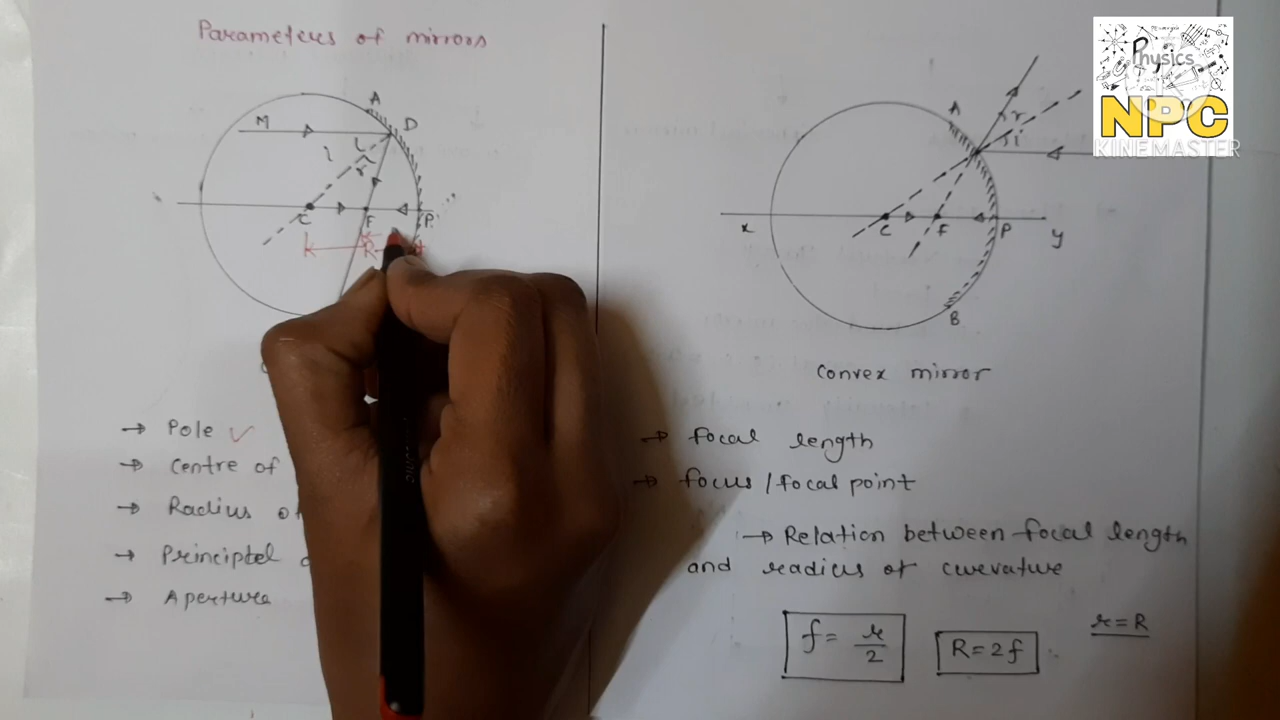 Parameters of mirrors
A
M
D
i
i
r
C
F
P
R
→ Pole ✓
→ Centre of
→ Radius of
→ Principtel
→ Aperture
Physics
NPC
KINEMASTER
A
r
i
x
C
F
P
y
B
Convex mirror
→ focal length
→ focus / focal point
→ Relation between focal length
and radius of curvature
r = R
f = r/2
R = 2f